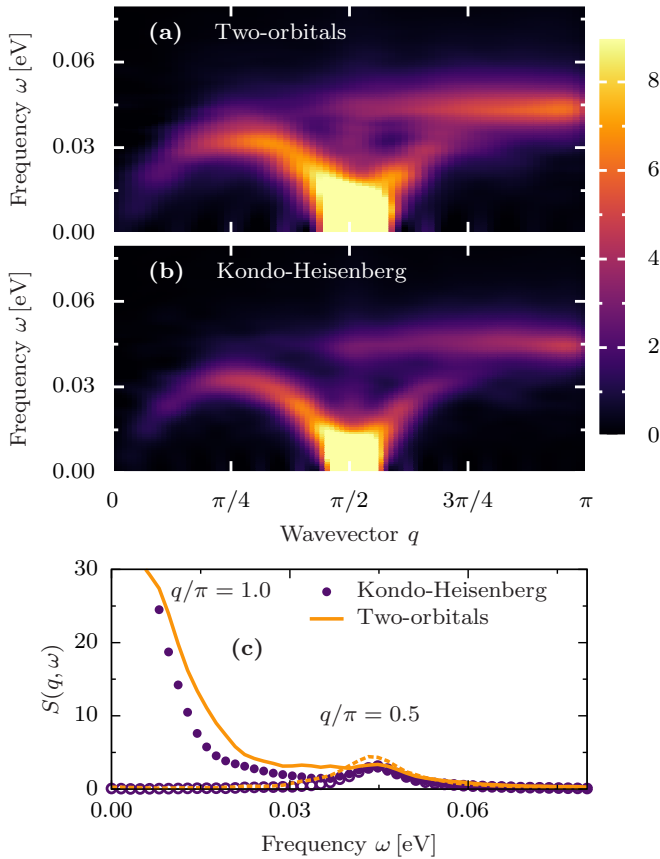 (a) Two-orbitals
Frequency ω [eV]
0.06
0.03
0.00
(b) Kondo-Heisenberg
Frequency ω [eV]
0.06
0.03
0.00
0 π/4 π/2 3π/4 π
Wavevector q
8
6
4
2
0
S(q, ω)
30
20
10
0
q/π = 1.0
Kondo-Heisenberg
Two-orbitals
(c)
q/π = 0.5
0.00 0.03 0.06
Frequency ω [eV]